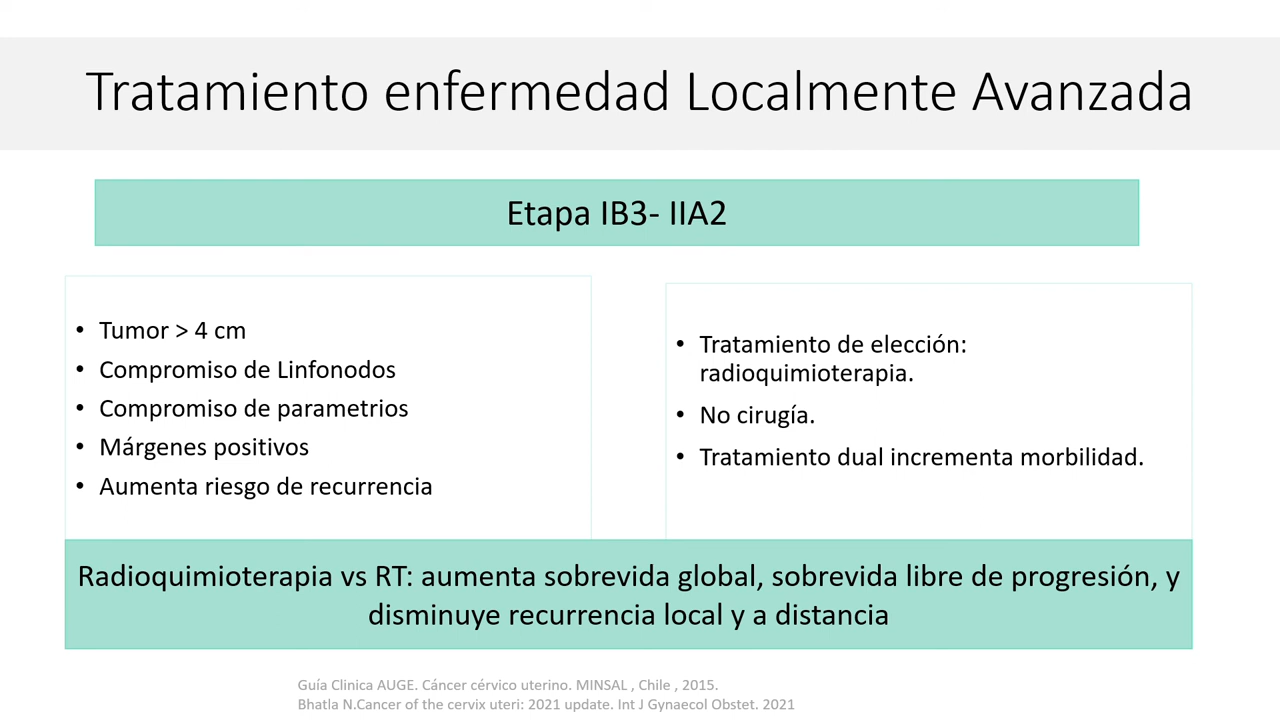 Tratamiento enfermedad Localmente Avanzada
Etapa IB3- IIA2
• Tumor > 4 cm
• Compromiso de Linfonodos
• Compromiso de parametrios
• Márgenes positivos
• Aumenta riesgo de recurrencia
• Tratamiento de elección:
radioquimioterapia.
• No cirugía.
• Tratamiento dual incrementa morbilidad.
Radioquimioterapia vs RT: aumenta sobrevida global, sobrevida libre de progresión, y
disminuye recurrencia local y a distancia
Guía Clinica AUGE. Cáncer cérvico uterino. MINSAL , Chile , 2015.
Bhatla N.Cancer of the cervix uteri: 2021 update. Int J Gynaecol Obstet. 2021